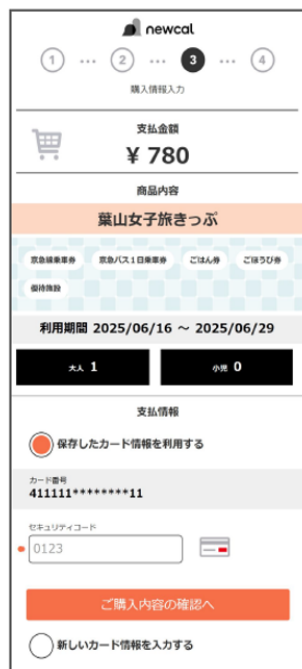 newcal
1 … 2 … 3 … 4
購入情報入力
支払金額
¥ 780
商品内容
葉山女子旅きっぷ
京急線乗車券 京急バス1日乗車券 ごはん券 ごほうび券
優待施設
利用期間 2025/06/16 ～ 2025/06/29
大人 1 小児 0
支払情報
保存したカード情報を利用する
カード番号
411111********11
セキュリティコード
0123
ご購入内容の確認へ
新しいカード情報を入力する